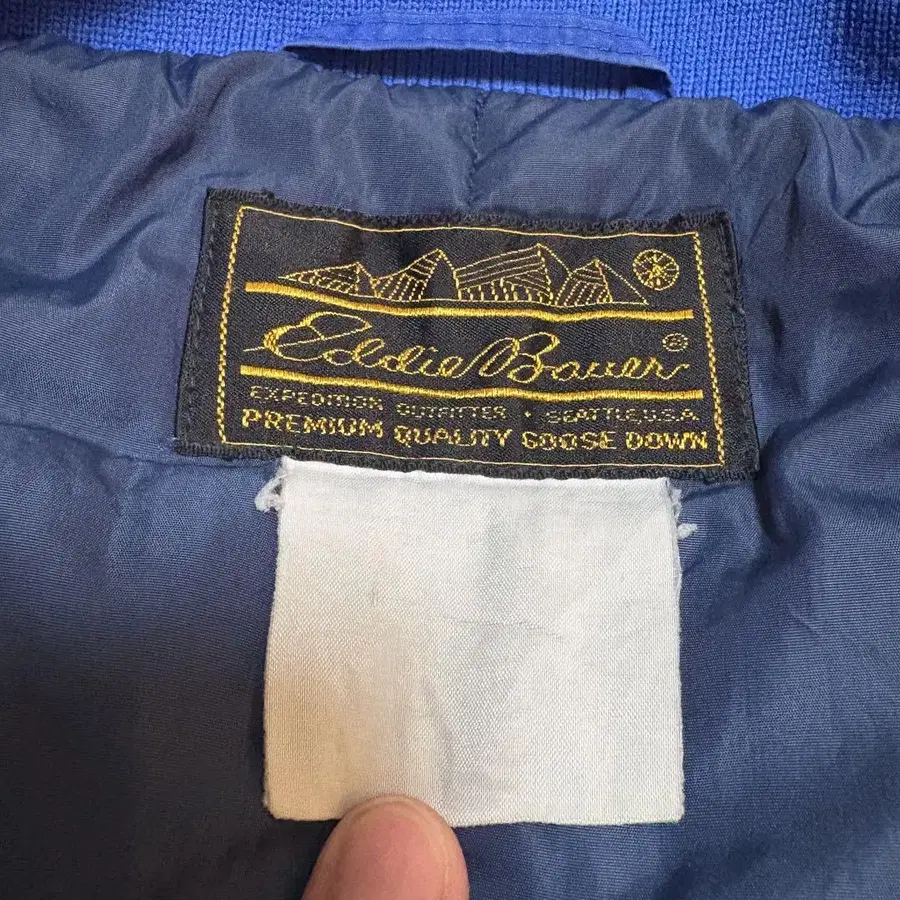 Eddie Bauer®
EXPEDITION OUTFITTER • SEATTLE, U.S.A.
PREMIUM QUALITY GOOSE DOWN